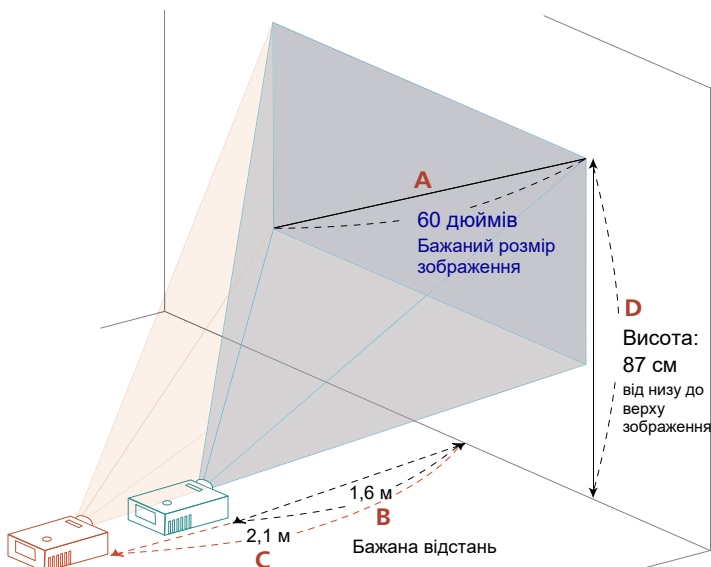 A
60 дюймів
Бажаний розмір
зображення
D
Висота:
87 см
від низу до
верху
зображення
1,6 м
B
2,1 м
C
Бажана відстань